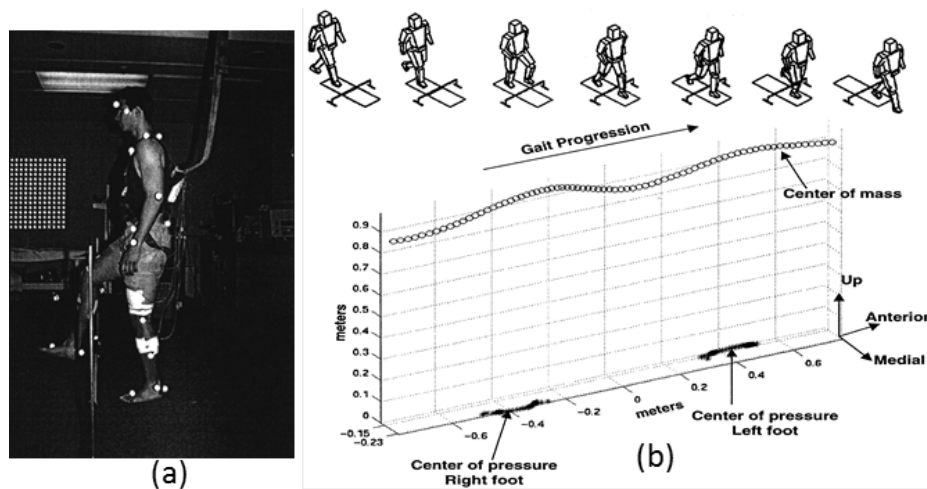 Gait Progression
Center of mass
0.9
0.8
0.7
0.6
0.5
0.4
0.3
0.2
0.1
0
meters
Up
Anterior
Medial
-0.15
-0.23
-0.6
-0.4
-0.2
0
0.2
0.4
0.6
meters
Center of pressure
Left foot
Center of pressure
Right foot
(a)
(b)